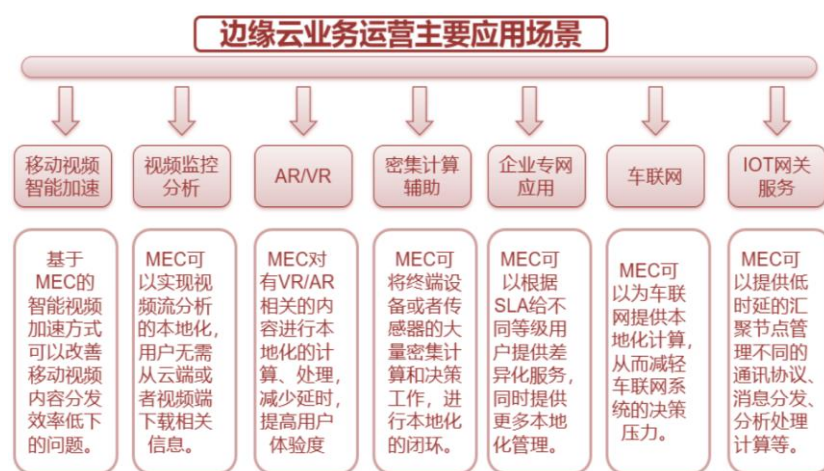 边缘云业务运营主要应用场景
移动视频
智能加速
视频监控
分析
AR/VR
密集计算
辅助
企业专网
应用
车联网
IOT网关
服务
基于
MEC的
智能视频
加速方式
可以改善
移动视频
内容分发
效率低下
的问题。
MEC可
以实现视
频流分析
的本地化，
用户无需
从云端或
者视频端
下载相关
信息。
MEC对
有VR/AR
相关的内
容进行本
地化的计
算、处理，
减少延时，
提高用户
体验度
MEC可
将终端设
备或者传
感器的大
量密集计
算和决策
工作，进
行本地化
的闭环。
MEC可
以根据
SLA给不
同等级用
户提供差
异化服务，
同时提供
更多本地
化管理。
MEC可
以为车联
网提供本
地化计算，
从而减轻
车联网系
统的决策
压力。
MEC可
以提供低
时延的汇
聚节点管
理不同的
通讯协议、
消息分发、
分析处理
计算等。